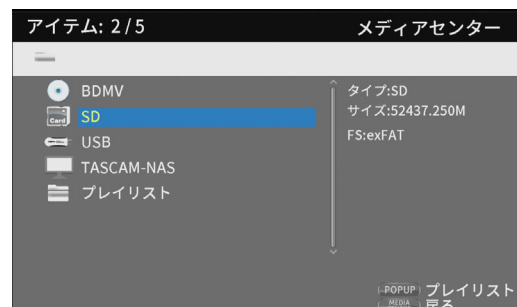 アイテム: 2/5
メディアセンター
BDMV
Card SD
USB
TASCAM-NAS
プレイリスト
タイプ:SD
サイズ:52437.250M
FS:exFAT
POPUP プレイリスト
MEDIA 戻る